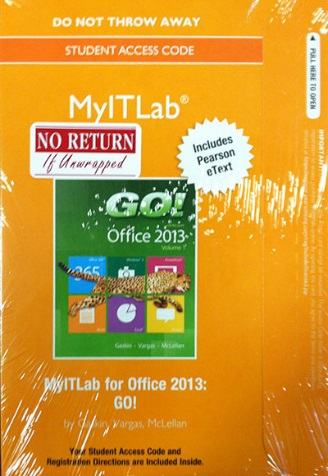 DO NOT THROW AWAY
STUDENT ACCESS CODE
PULL HERE TO OPEN
MyITLab®
NO RETURN
If Unwrapped
Includes
Pearson
eText
GO!
Office 2013
Volume 1
365
Gaskin • Vargas • McLellan
MyITLab for Office 2013:
GO!
by Gaskin, Vargas, McLellan
Your Student Access Code and
Registration Directions are Included Inside.